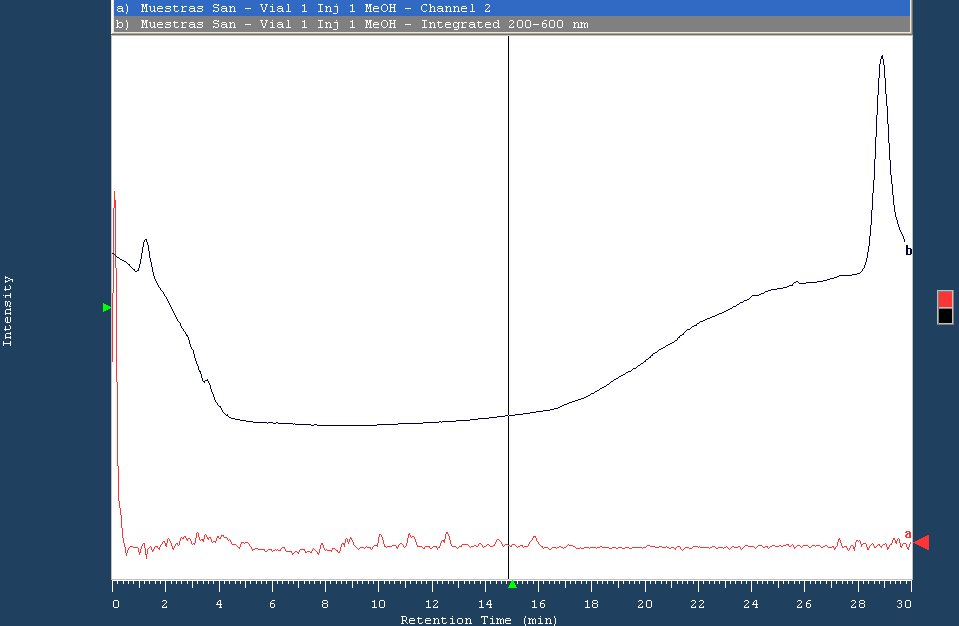 a) Muestras San - Vial 1 Inj 1 MeOH - Channel 2
b) Muestras San - Vial 1 Inj 1 MeOH - Integrated 200-600 nm
Intensity
b
a
0 2 4 6 8 10 12 14 16 18 20 22 24 26 28 30
Retention Time (min)